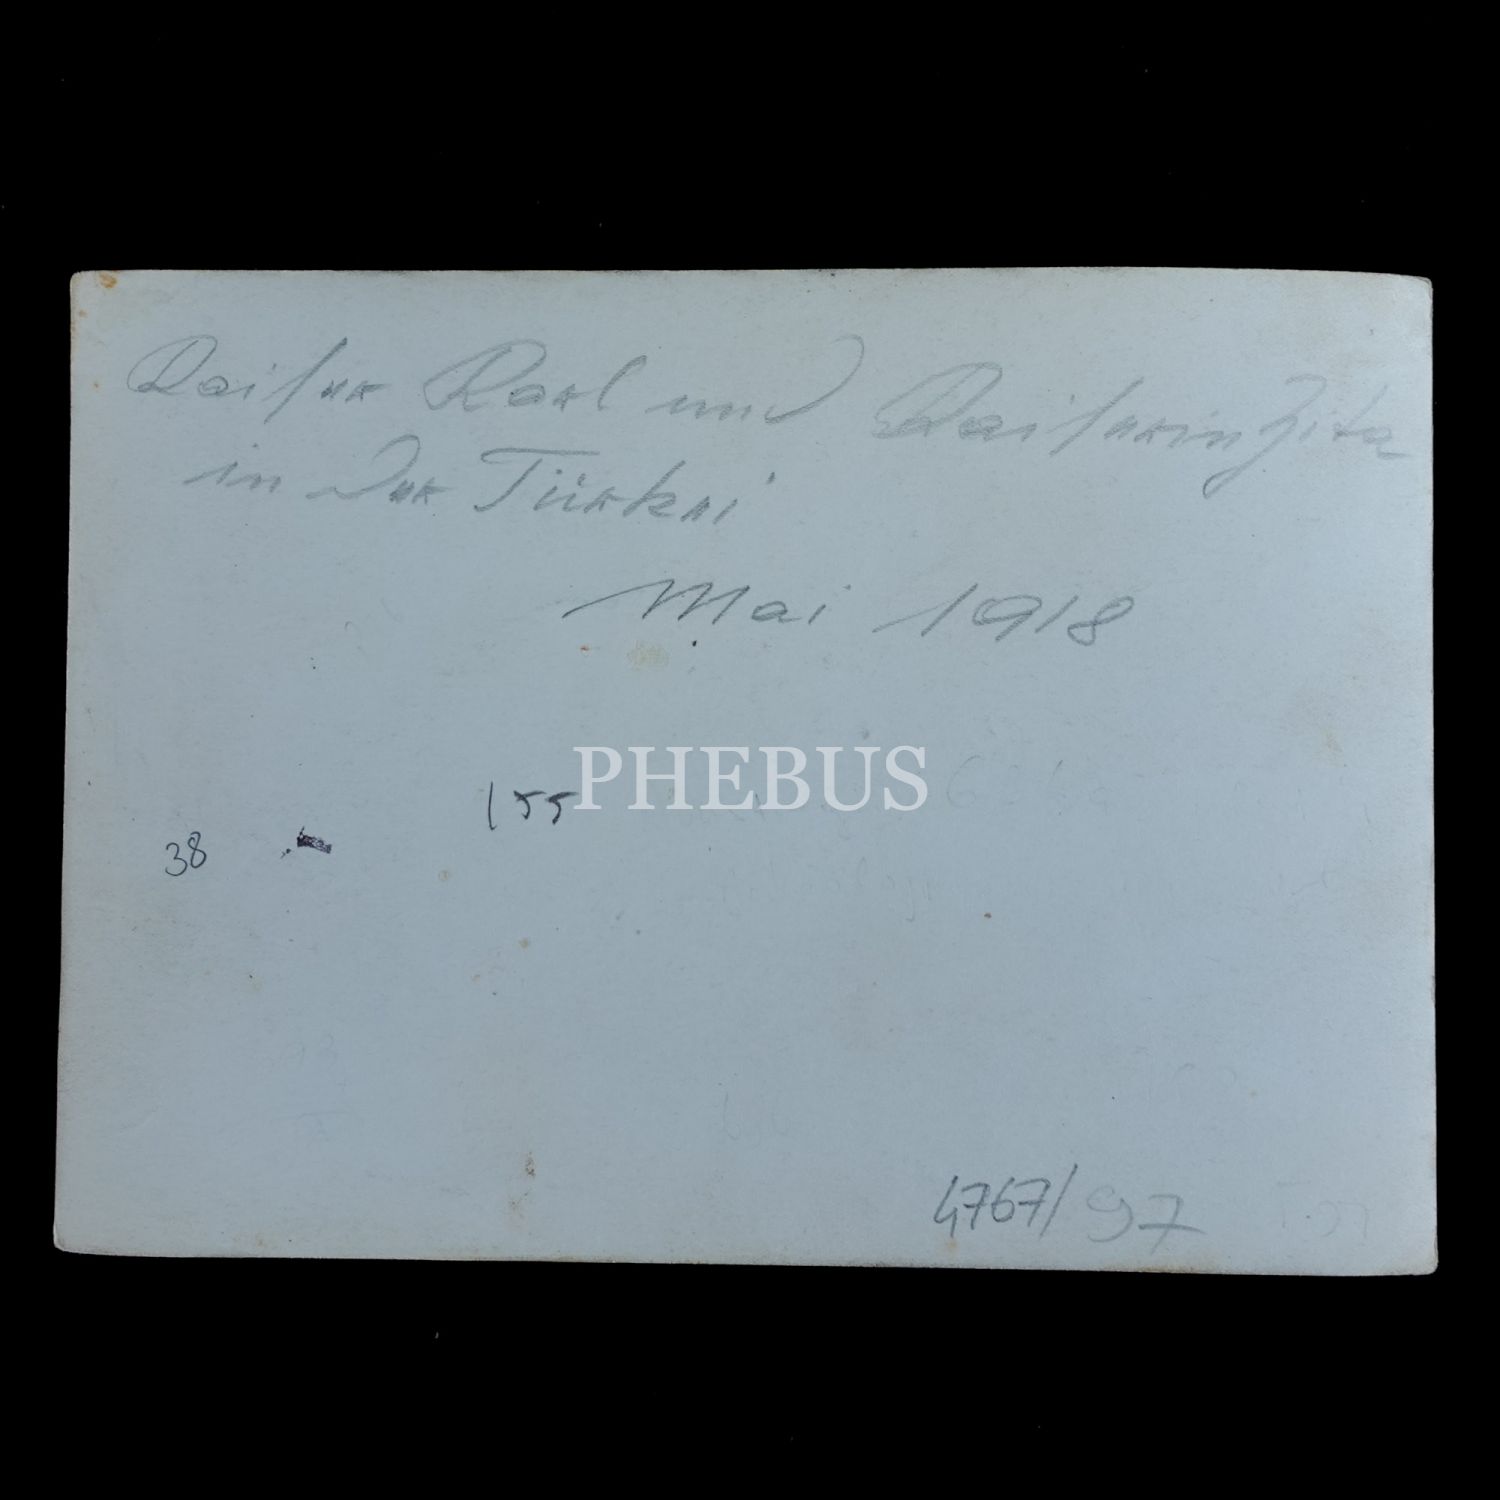 Kaiser Karl und Kaiserin Zita
in der Türkei
Mai 1918
155
PHEBUS
38
4767/97